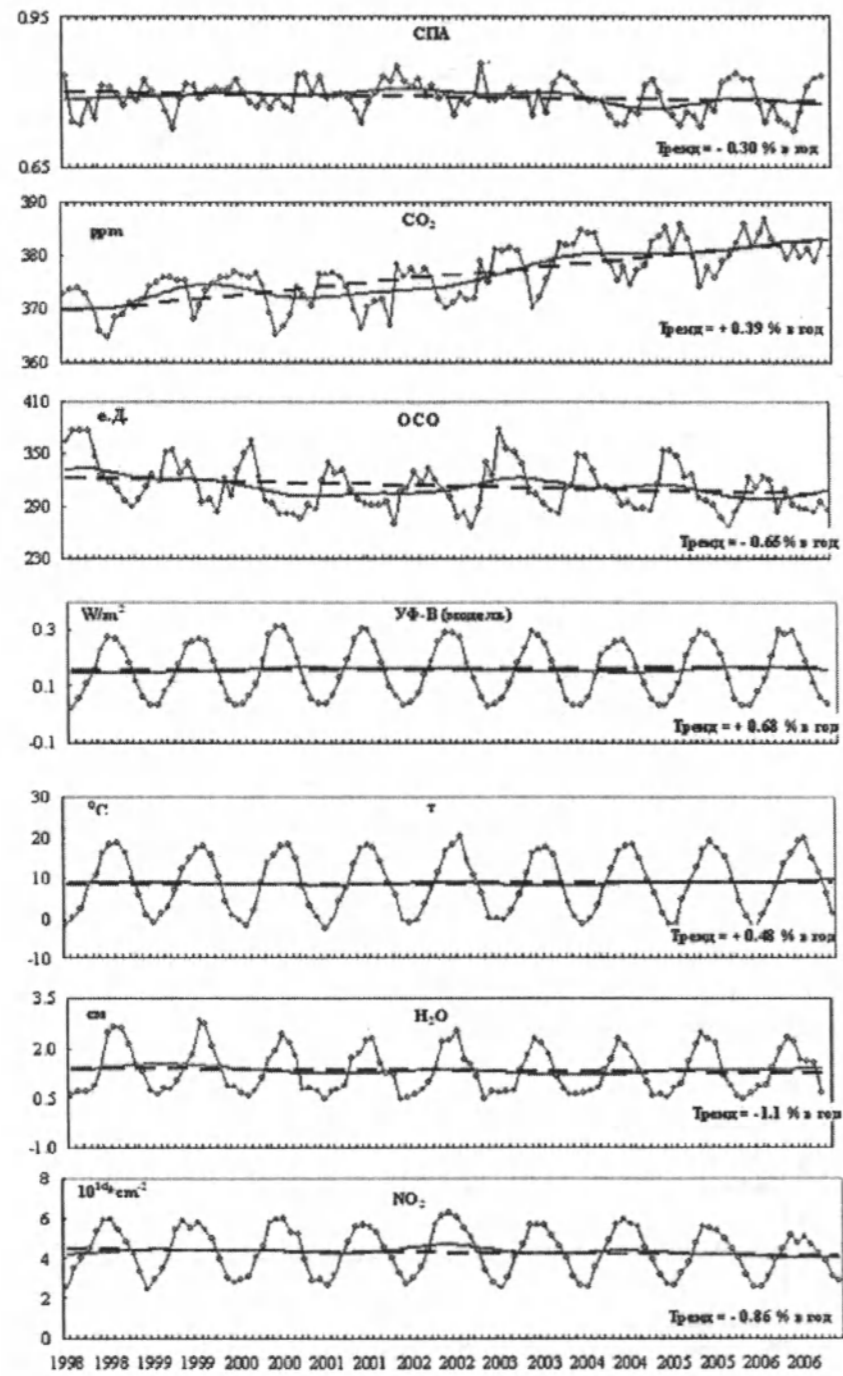 0.95
СПА
0.65
Тренд = - 0.30 % в год
390
ppm
CO₂
380
370
360
Тренд = + 0.39 % в год
410
е.Д.
ОСО
350
290
230
Тренд = - 0.65 % в год
W/m²
УФ-В (модель)
0.3
0.1
-0.1
Тренд = + 0.68 % в год
30
°C
т
20
10
0
-10
Тренд = + 0.48 % в год
3.5
см
H₂O
2.0
0.5
-1.0
Тренд = -1.1 % в год
8
NO₂
6
4
2
0
Тренд = - 0.86 % в год
1998 1998 1999 1999 2000 2000 2001 2001 2002 2002 2003 2003 2004 2004 2005 2005 2006 2006